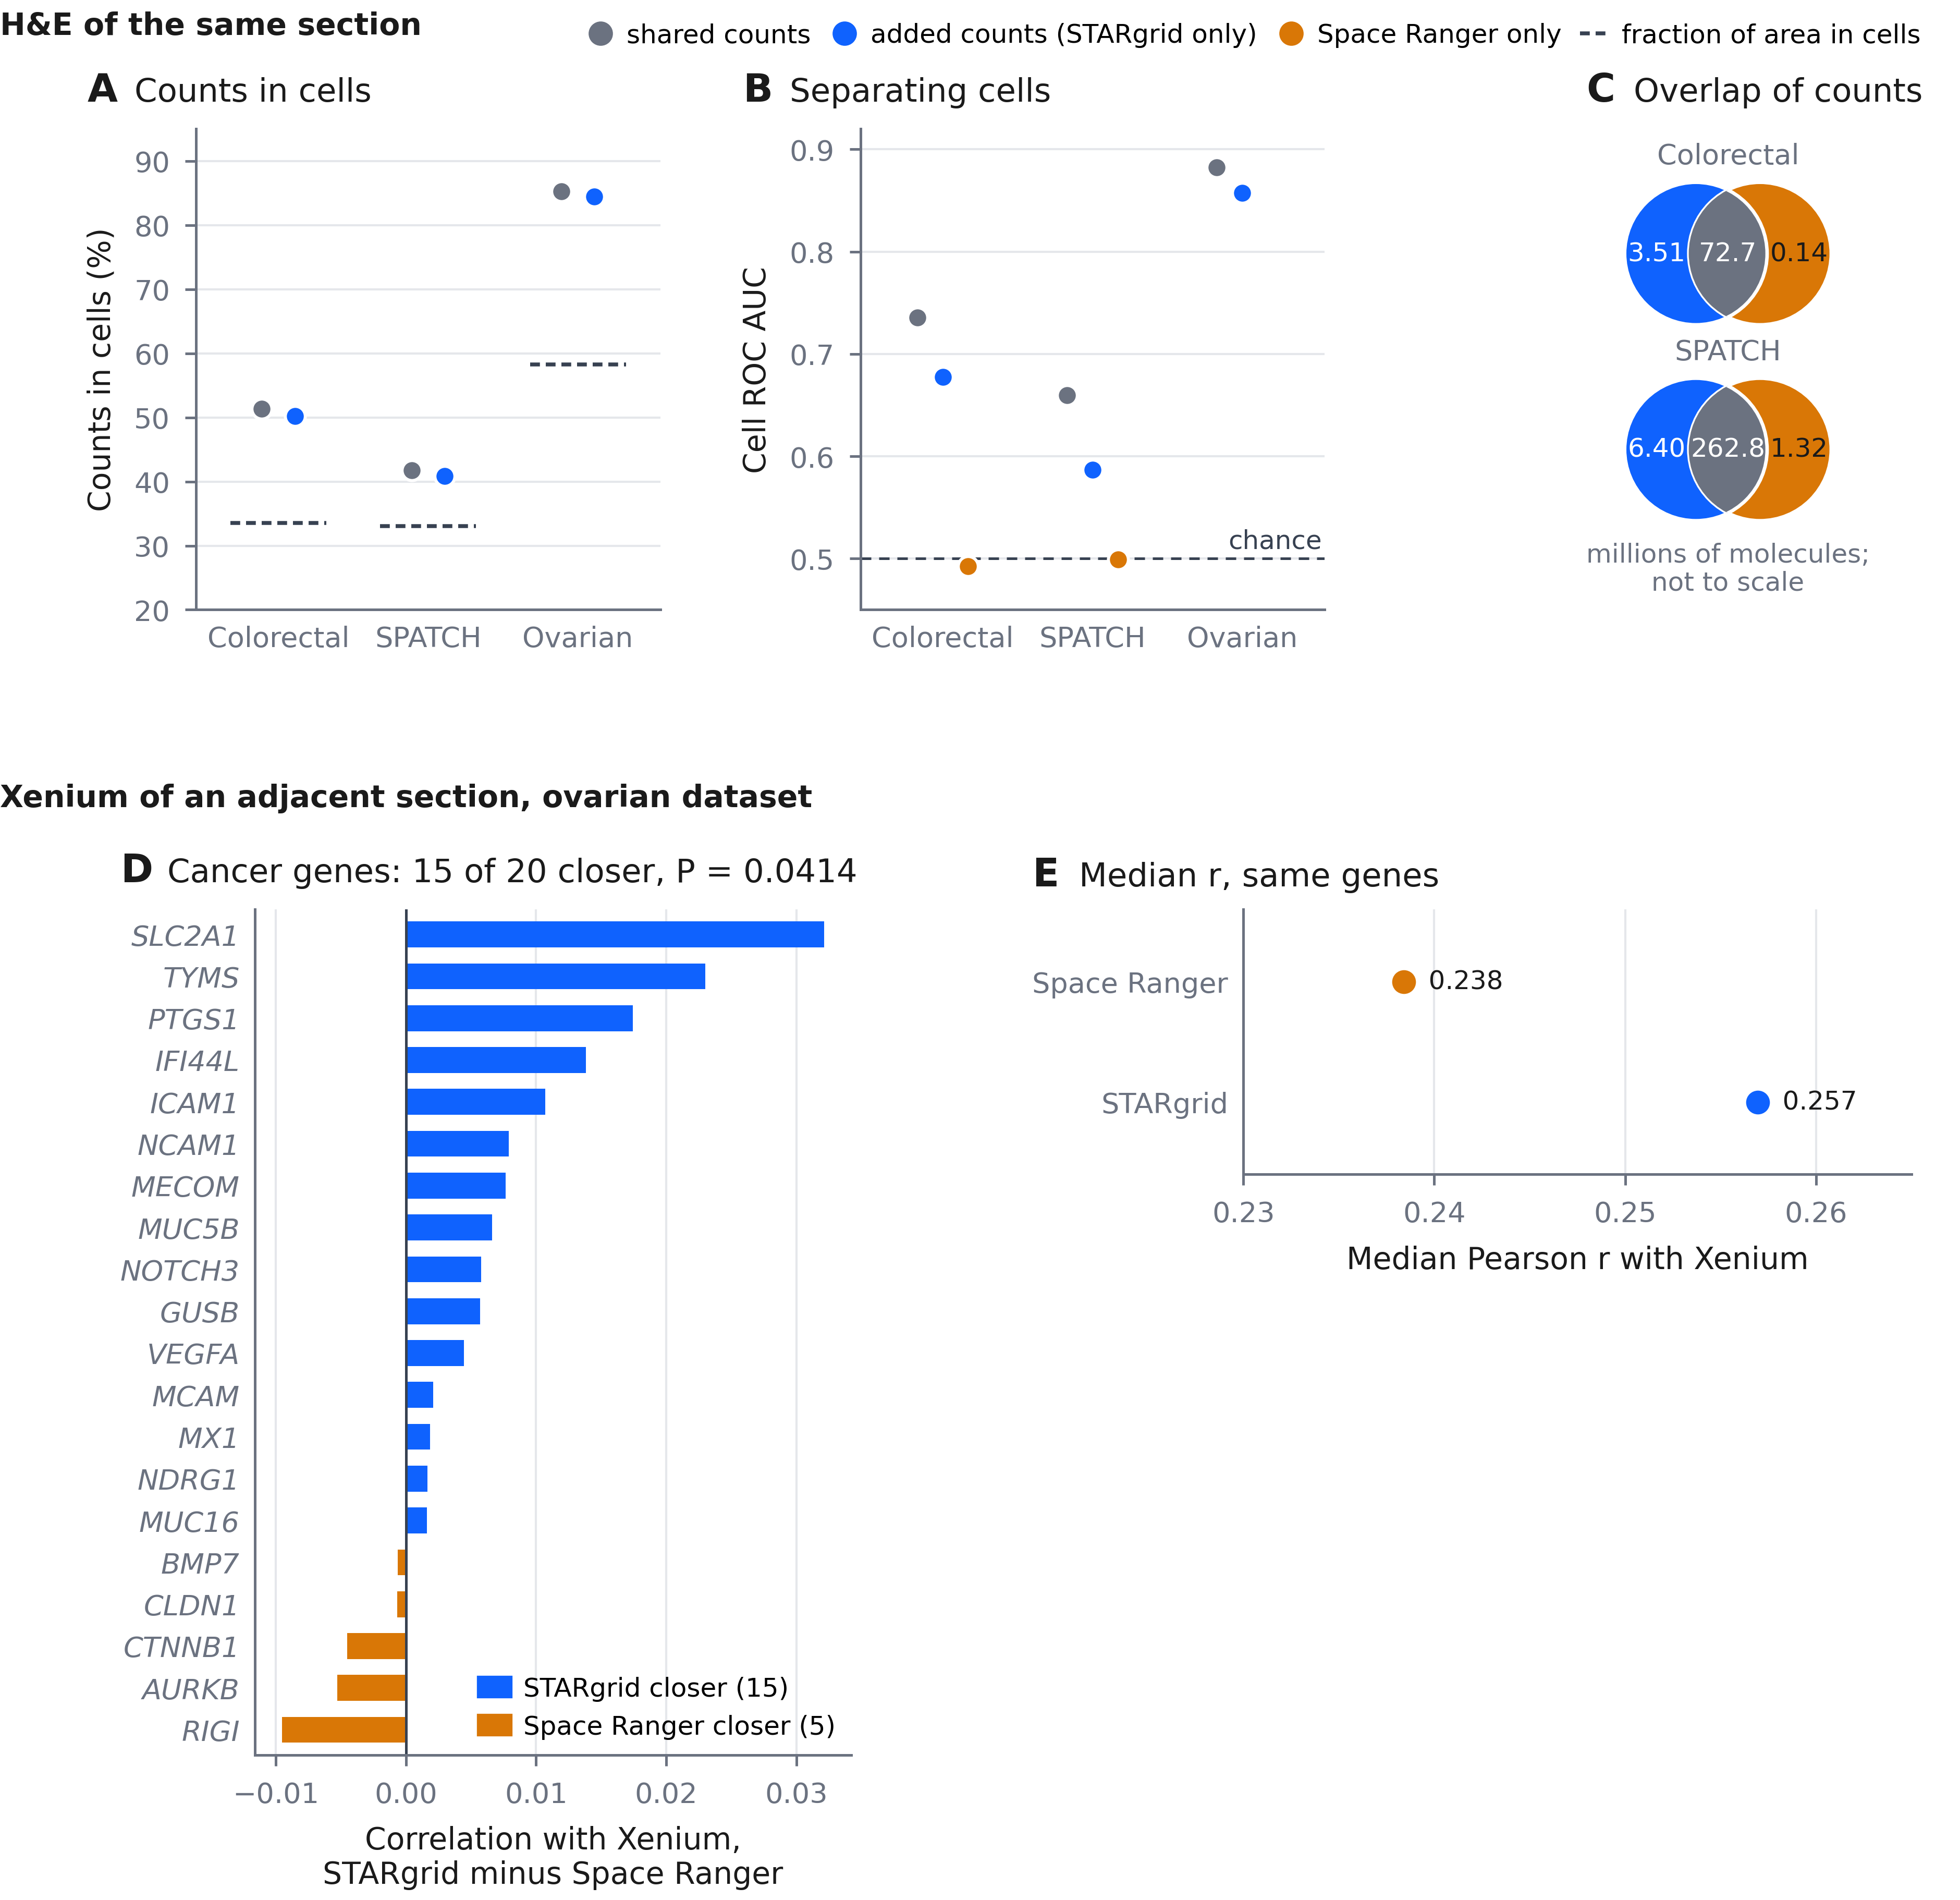 H&E of the same section
shared counts
added counts (STARgrid only)
Space Ranger only
fraction of area in cells
A Counts in cells
Counts in cells (%)
90
80
70
60
50
40
30
20
Colorectal SPATCH Ovarian
B Separating cells
Cell ROC AUC
0.9
0.8
0.7
0.6
0.5
chance
Colorectal SPATCH Ovarian
C Overlap of counts
Colorectal
3.51 72.7 0.14
SPATCH
6.40 262.8 1.32
millions of molecules;
not to scale
Xenium of an adjacent section, ovarian dataset
D Cancer genes: 15 of 20 closer, P = 0.0414
SLC2A1
TYMS
PTGS1
IFI44L
ICAM1
NCAM1
MECOM
MUC5B
NOTCH3
GUSB
VEGFA
MCAM
MX1
NDRG1
MUC16
BMP7
CLDN1
CTNNB1
AURKB
RIGI
STARgrid closer (15)
Space Ranger closer (5)
−0.01 0.00 0.01 0.02 0.03
Correlation with Xenium,
STARgrid minus Space Ranger
E Median r, same genes
Space Ranger 0.238
STARgrid 0.257
0.23 0.24 0.25 0.26
Median Pearson r with Xenium